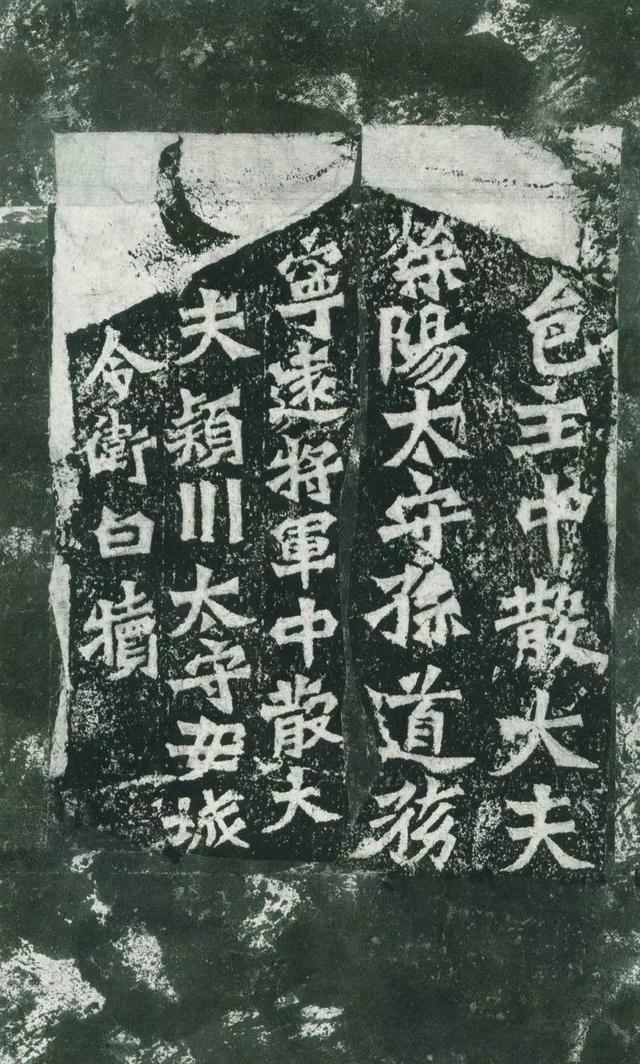 邑主中散大夫
滎陽太守孫道務
寧遠將軍中散大
夫潁川太守安城
令衛白犢